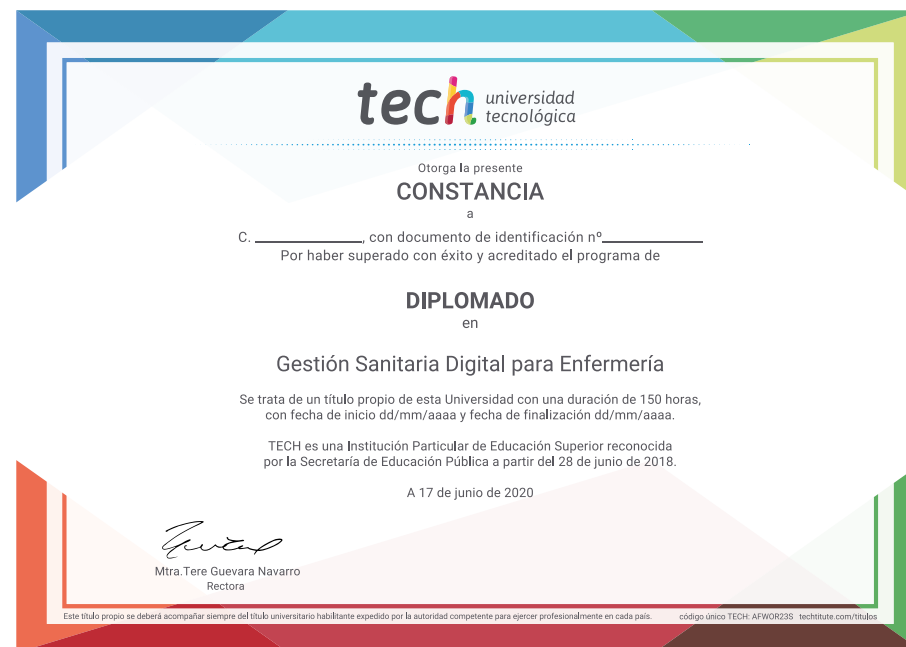 tech universidad
tecnológica
Otorga la presente
CONSTANCIA
a
C. ____________, con documento de identificación nº____________
Por haber superado con éxito y acreditado el programa de
DIPLOMADO
en
Gestión Sanitaria Digital para Enfermería
Se trata de un título propio de esta Universidad con una duración de 150 horas,
con fecha de inicio dd/mm/aaaa y fecha de finalización dd/mm/aaaa.
TECH es una Institución Particular de Educación Superior reconocida
por la Secretaría de Educación Pública a partir del 28 de junio de 2018.
A 17 de junio de 2020
Mtra.Tere Guevara Navarro
Rectora
Este título propio se deberá acompañar siempre del título universitario habilitante expedido por la autoridad competente para ejercer profesionalmente en cada país. código único TECH: AFWOR23S techtitute.com/titulos